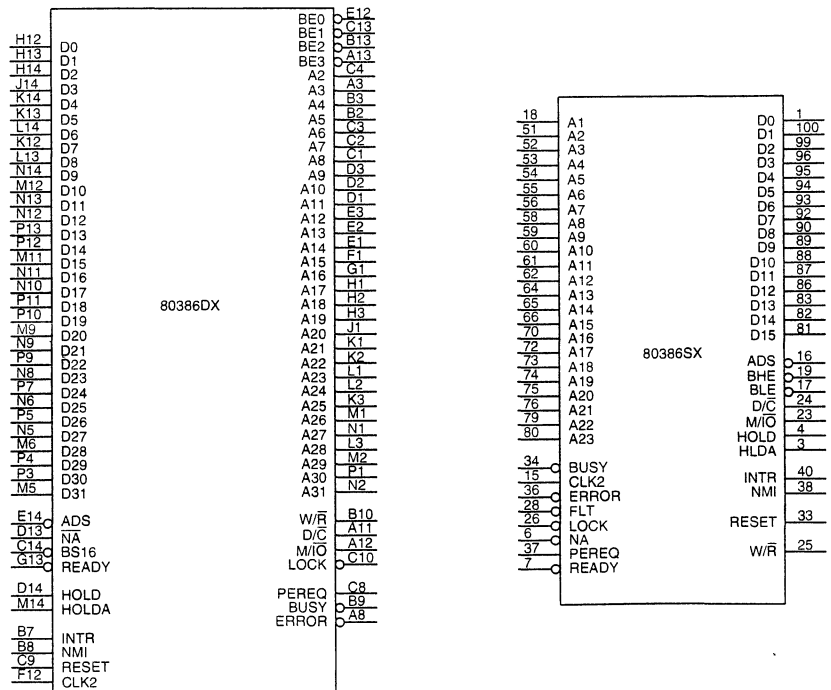 H12 D0
H13 D1
H14 D2
J14 D3
K14 D4
K13 D5
L14 D6
K12 D7
L13 D8
N14 D9
M12 D10
N13 D11
N12 D12
P13 D13
P12 D14
M11 D15
N11 D16
N10 D17
P11 D18
P10 D19
M9 D20
N9 D21
P9 D22
N8 D23
P7 D24
N6 D25
P5 D26
N5 D27
M6 D28
P4 D29
P3 D30
M5 D31
E14 ADS
D13 N̅A̅
C14 BS16
G13 READY
D14 HOLD
M14 HOLDA
B7 INTR
B8 NMI
C9 RESET
F12 CLK2
80386DX
BE0 E12
BE1 C13
BE2 B13
BE3 A13
A2 C4
A3 A3
A4 B3
A5 B2
A6 C3
A7 C2
A8 C1
A9 D3
A10 D2
A11 D1
A12 E3
A13 E2
A14 E1
A15 F1
A16 G1
A17 H1
A18 H2
A19 H3
A20 J1
A21 K1
A22 K2
A23 L1
A24 L2
A25 K3
A26 M1
A27 N1
A28 L3
A29 M2
A30 P1
A31 N2
W/R̅ B10
D/C̅ A11
M/I̅O̅ A12
LOCK C10
PEREQ C8
BUSY B9
ERROR A8
18 A1
51 A2
52 A3
53 A4
54 A5
55 A6
56 A7
58 A8
59 A9
60 A10
61 A11
62 A12
64 A13
65 A14
66 A15
70 A16
72 A17
73 A18
74 A19
75 A20
76 A21
79 A22
80 A23
34 BUSY
15 CLK2
36 ERROR
28 FLT
26 LOCK
6 NA
37 PEREQ
7 READY
80386SX
D0 1
D1 100
D2 99
D3 96
D4 95
D5 94
D6 93
D7 92
D8 90
D9 89
D10 88
D11 87
D12 86
D13 83
D14 82
D15 81
ADS 16
BHE 19
BLE 17
D/C̅ 24
M/I̅O̅ 23
HOLD 4
HLDA 3
INTR 40
NMI 38
RESET 33
W/R̅ 25